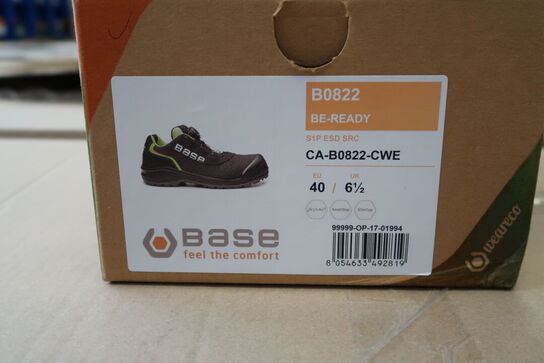 B0822
BE-READY
S1P ESD SRC
CA-B0822-CWE
EU UK
40 / 6½
99999-OP-17-01994
8 054633 492819
BASE
BASE
feel the comfort
weareco